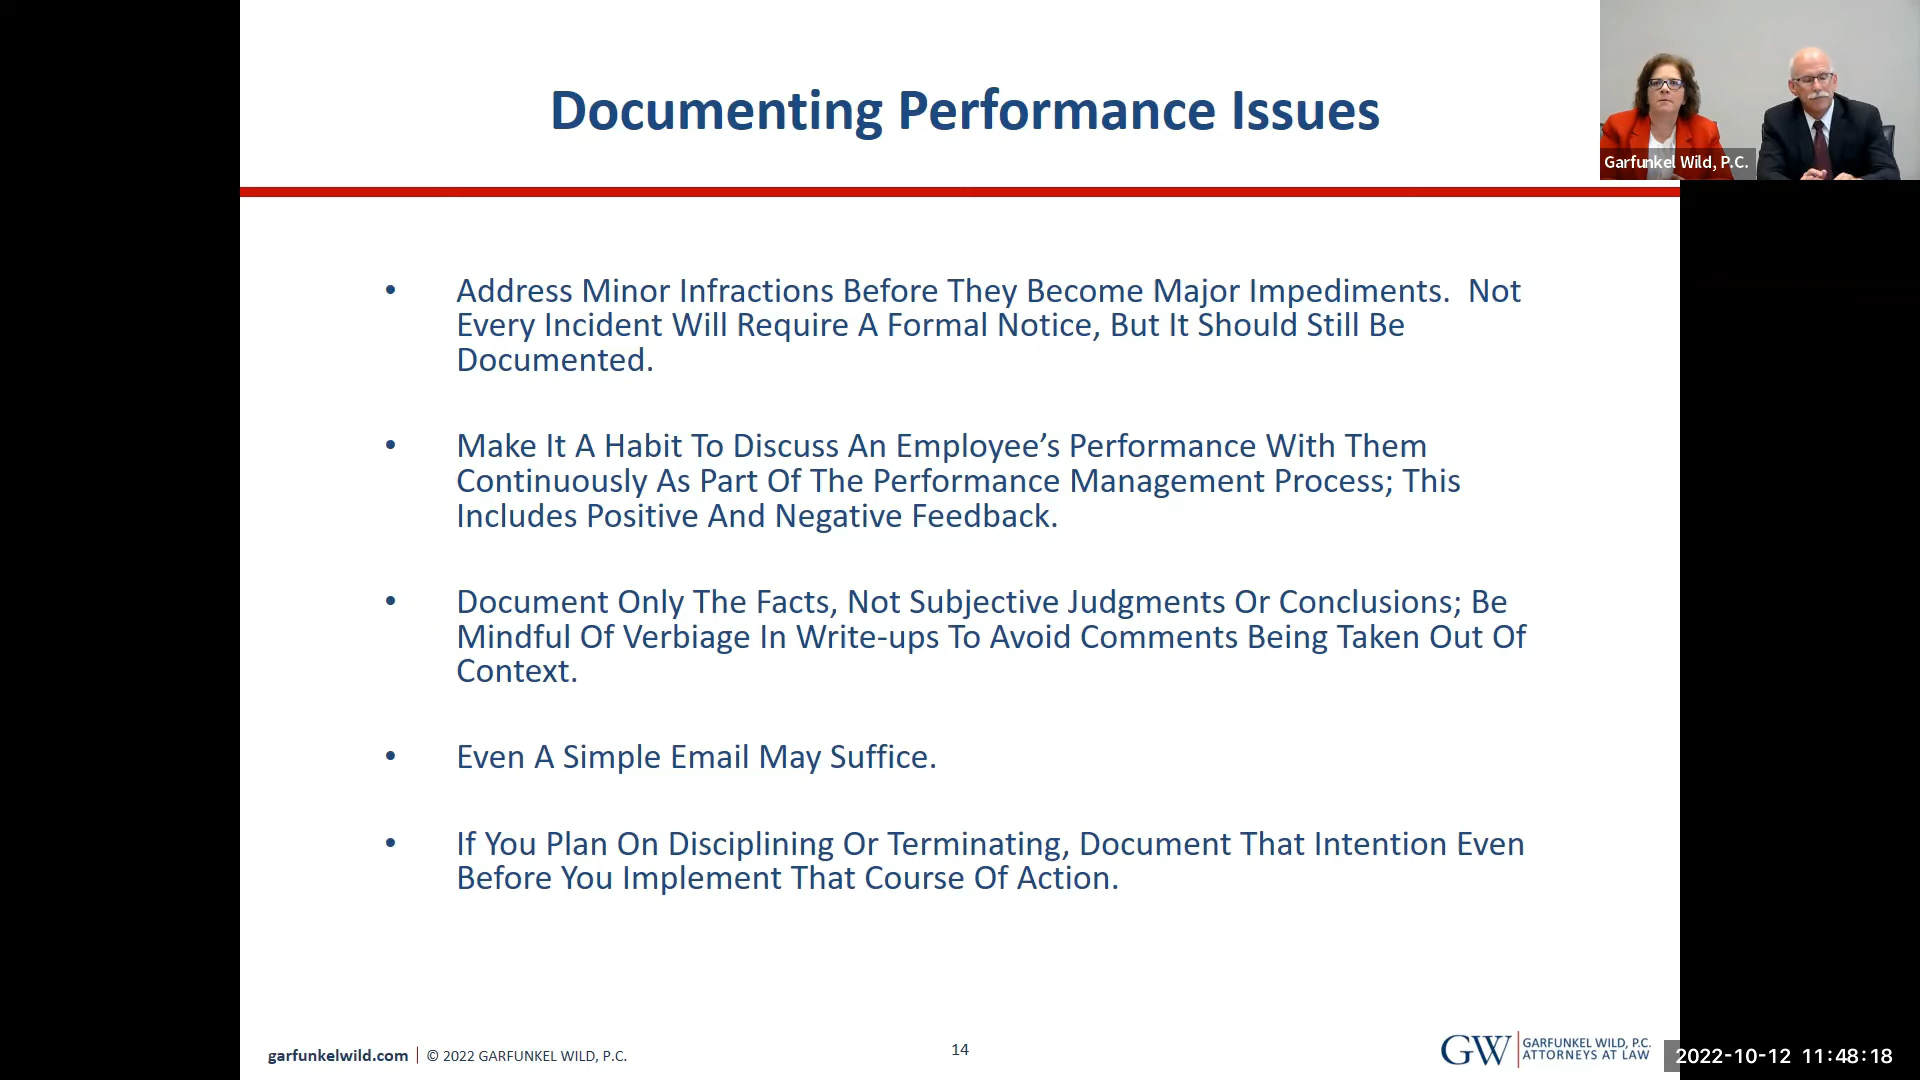 Documenting Performance Issues
Garfunkel Wild, P.C.
• Address Minor Infractions Before They Become Major Impediments.  Not
Every Incident Will Require A Formal Notice, But It Should Still Be
Documented.
• Make It A Habit To Discuss An Employee’s Performance With Them
Continuously As Part Of The Performance Management Process; This
Includes Positive And Negative Feedback.
• Document Only The Facts, Not Subjective Judgments Or Conclusions; Be
Mindful Of Verbiage In Write-ups To Avoid Comments Being Taken Out Of
Context.
• Even A Simple Email May Suffice.
• If You Plan On Disciplining Or Terminating, Document That Intention Even
Before You Implement That Course Of Action.
garfunkelwild.com | © 2022 GARFUNKEL WILD, P.C.
14
GW GARFUNKEL WILD, P.C.
ATTORNEYS AT LAW
2022-10-12 11:48:18